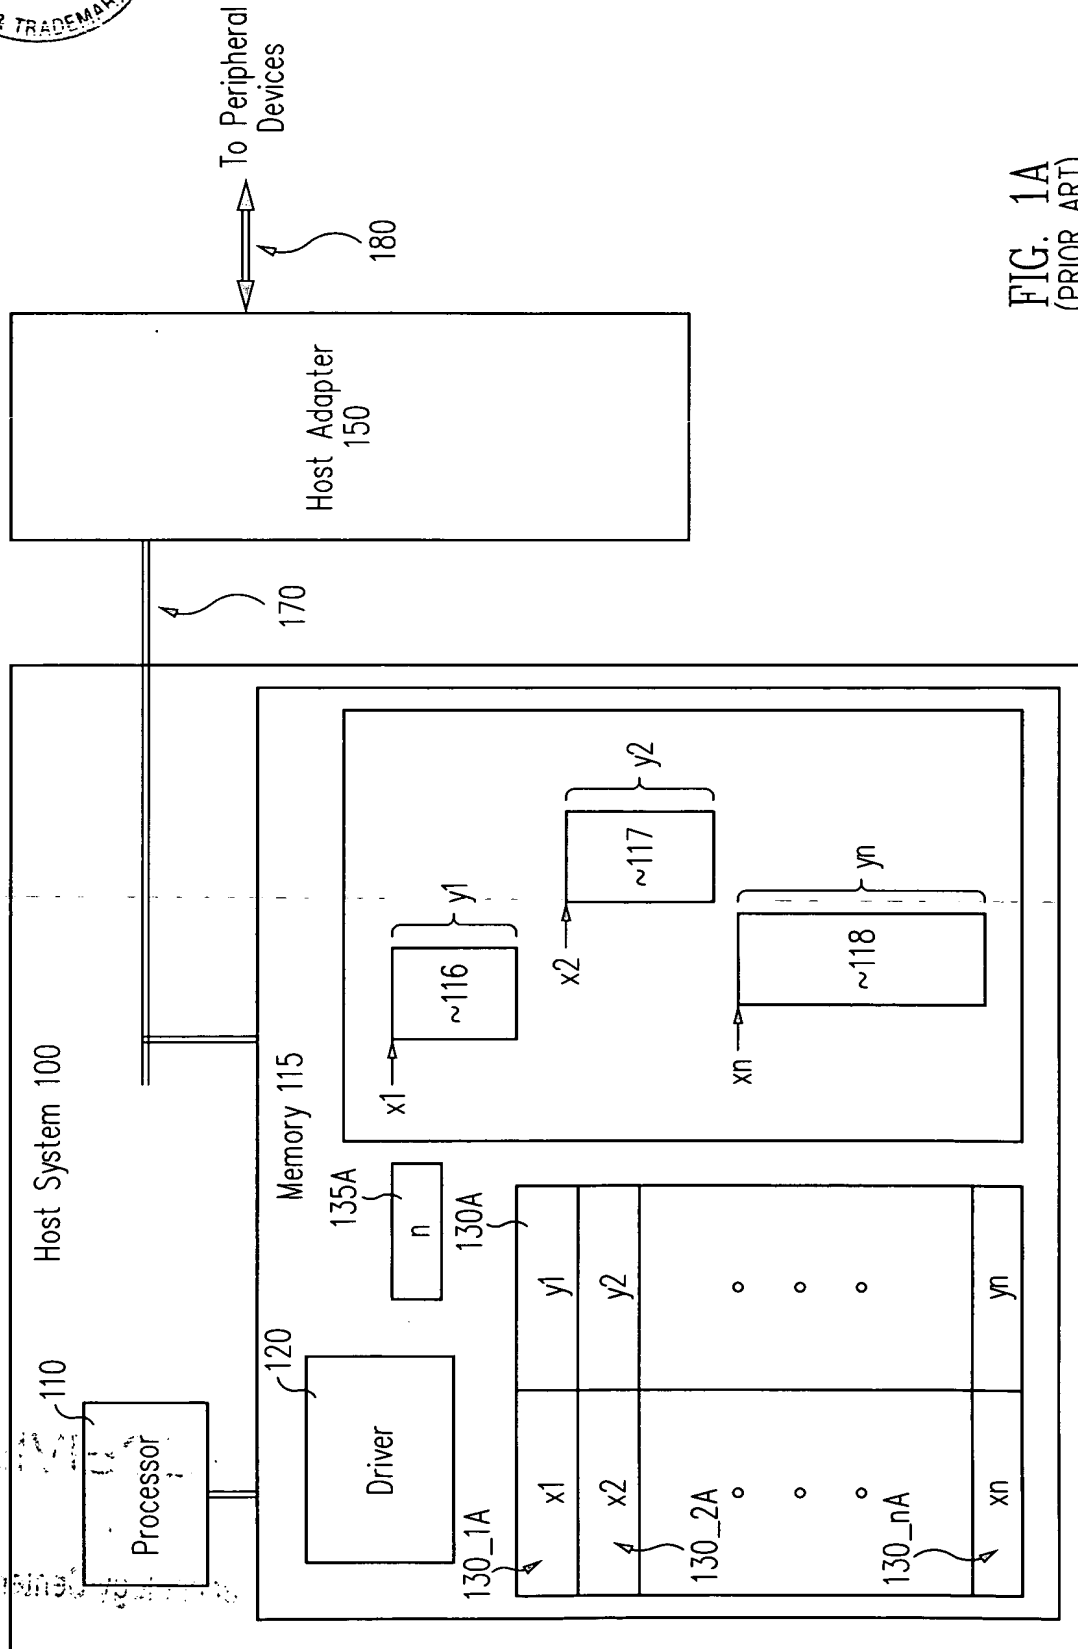 & TRADEMAR
Host System 100
110
Processor
170
Host Adapter
150
180
To Peripheral
Devices
Memory 115
120
Driver
135A
n
130A
130_1A
x1 y1
x2 y2
130_2A
130_nA
xn yn
x1
~116
y1
x2
~117
y2
xn
~118
yn
FIG. 1A
(PRIOR ART)